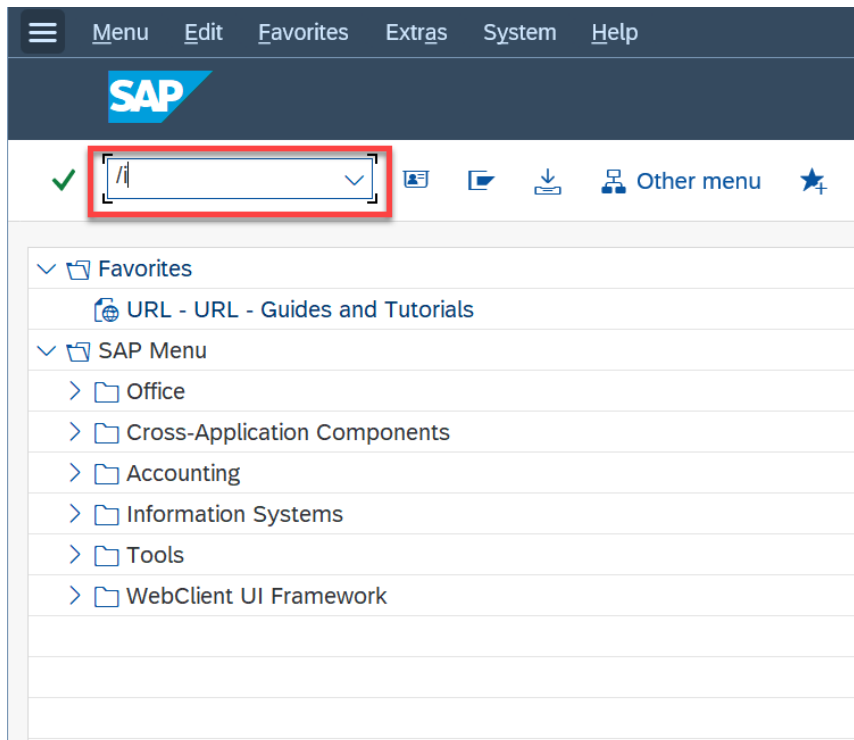 Menu Edit Favorites Extras System Help
SAP
/i Other menu
Favorites
URL - URL - Guides and Tutorials
SAP Menu
Office
Cross-Application Components
Accounting
Information Systems
Tools
WebClient UI Framework